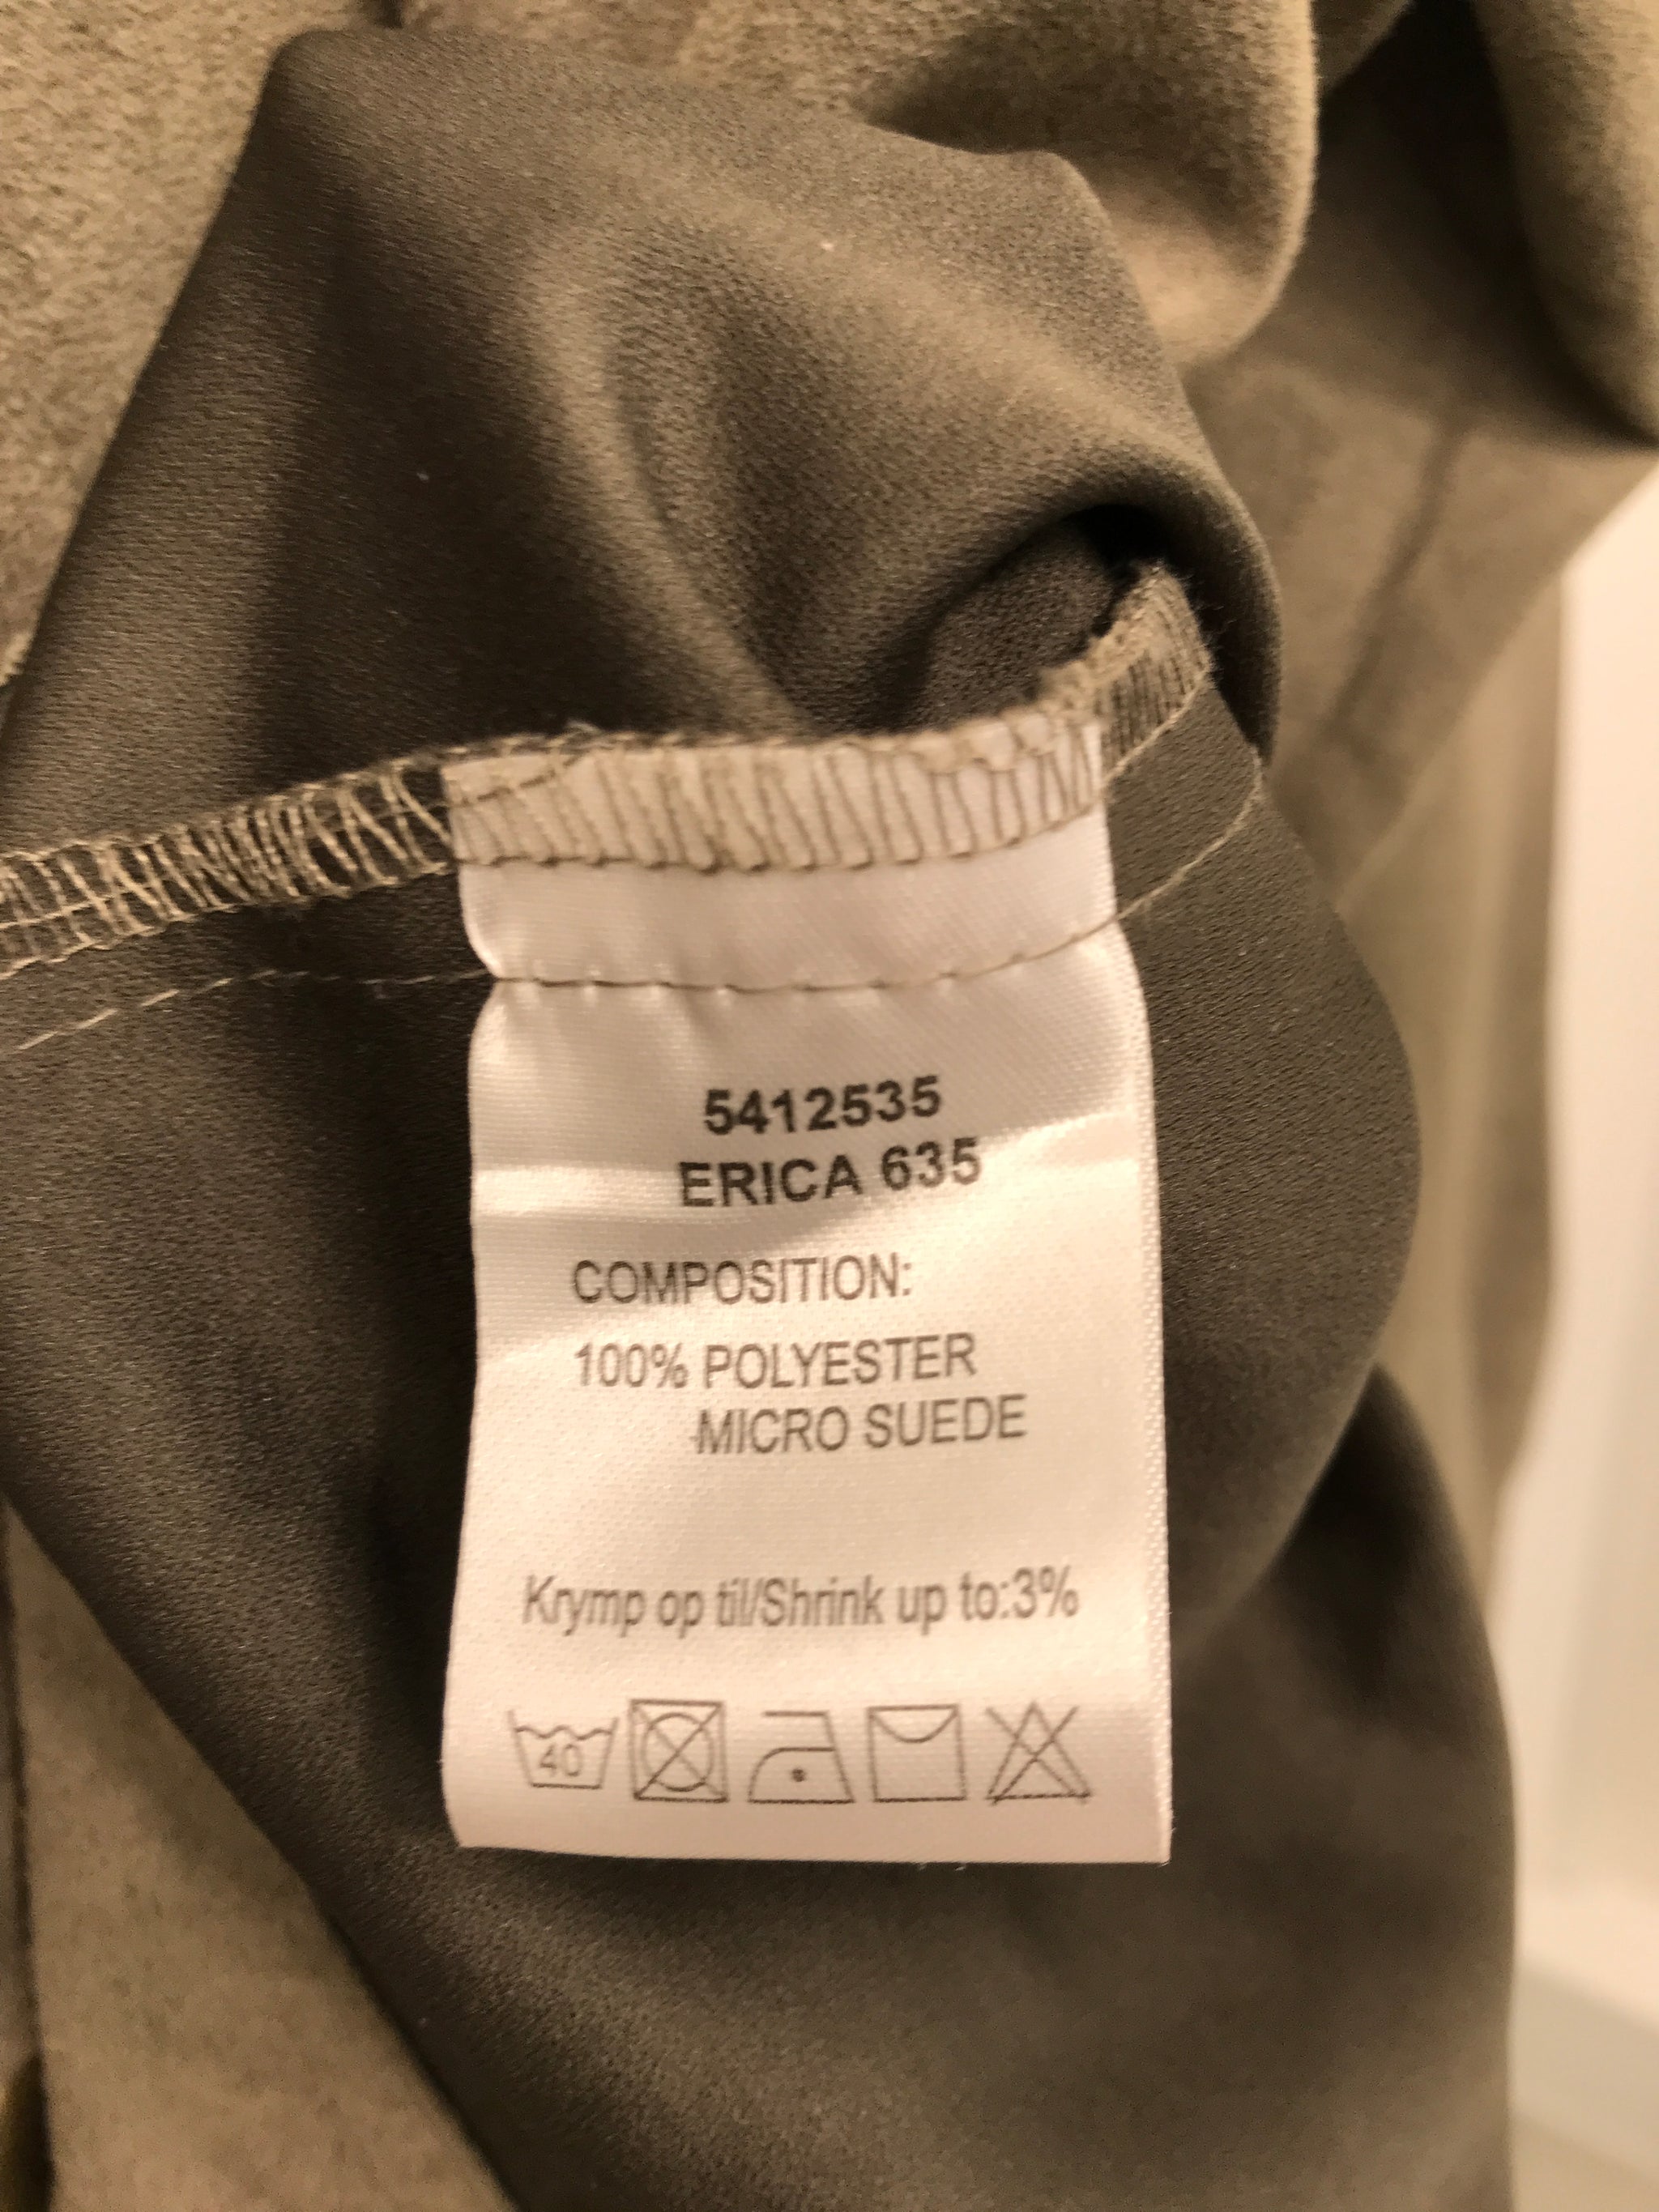 5412535
ERICA 635
COMPOSITION:
100% POLYESTER
MICRO SUEDE
Krymp op til/Shrink up to:3%
40